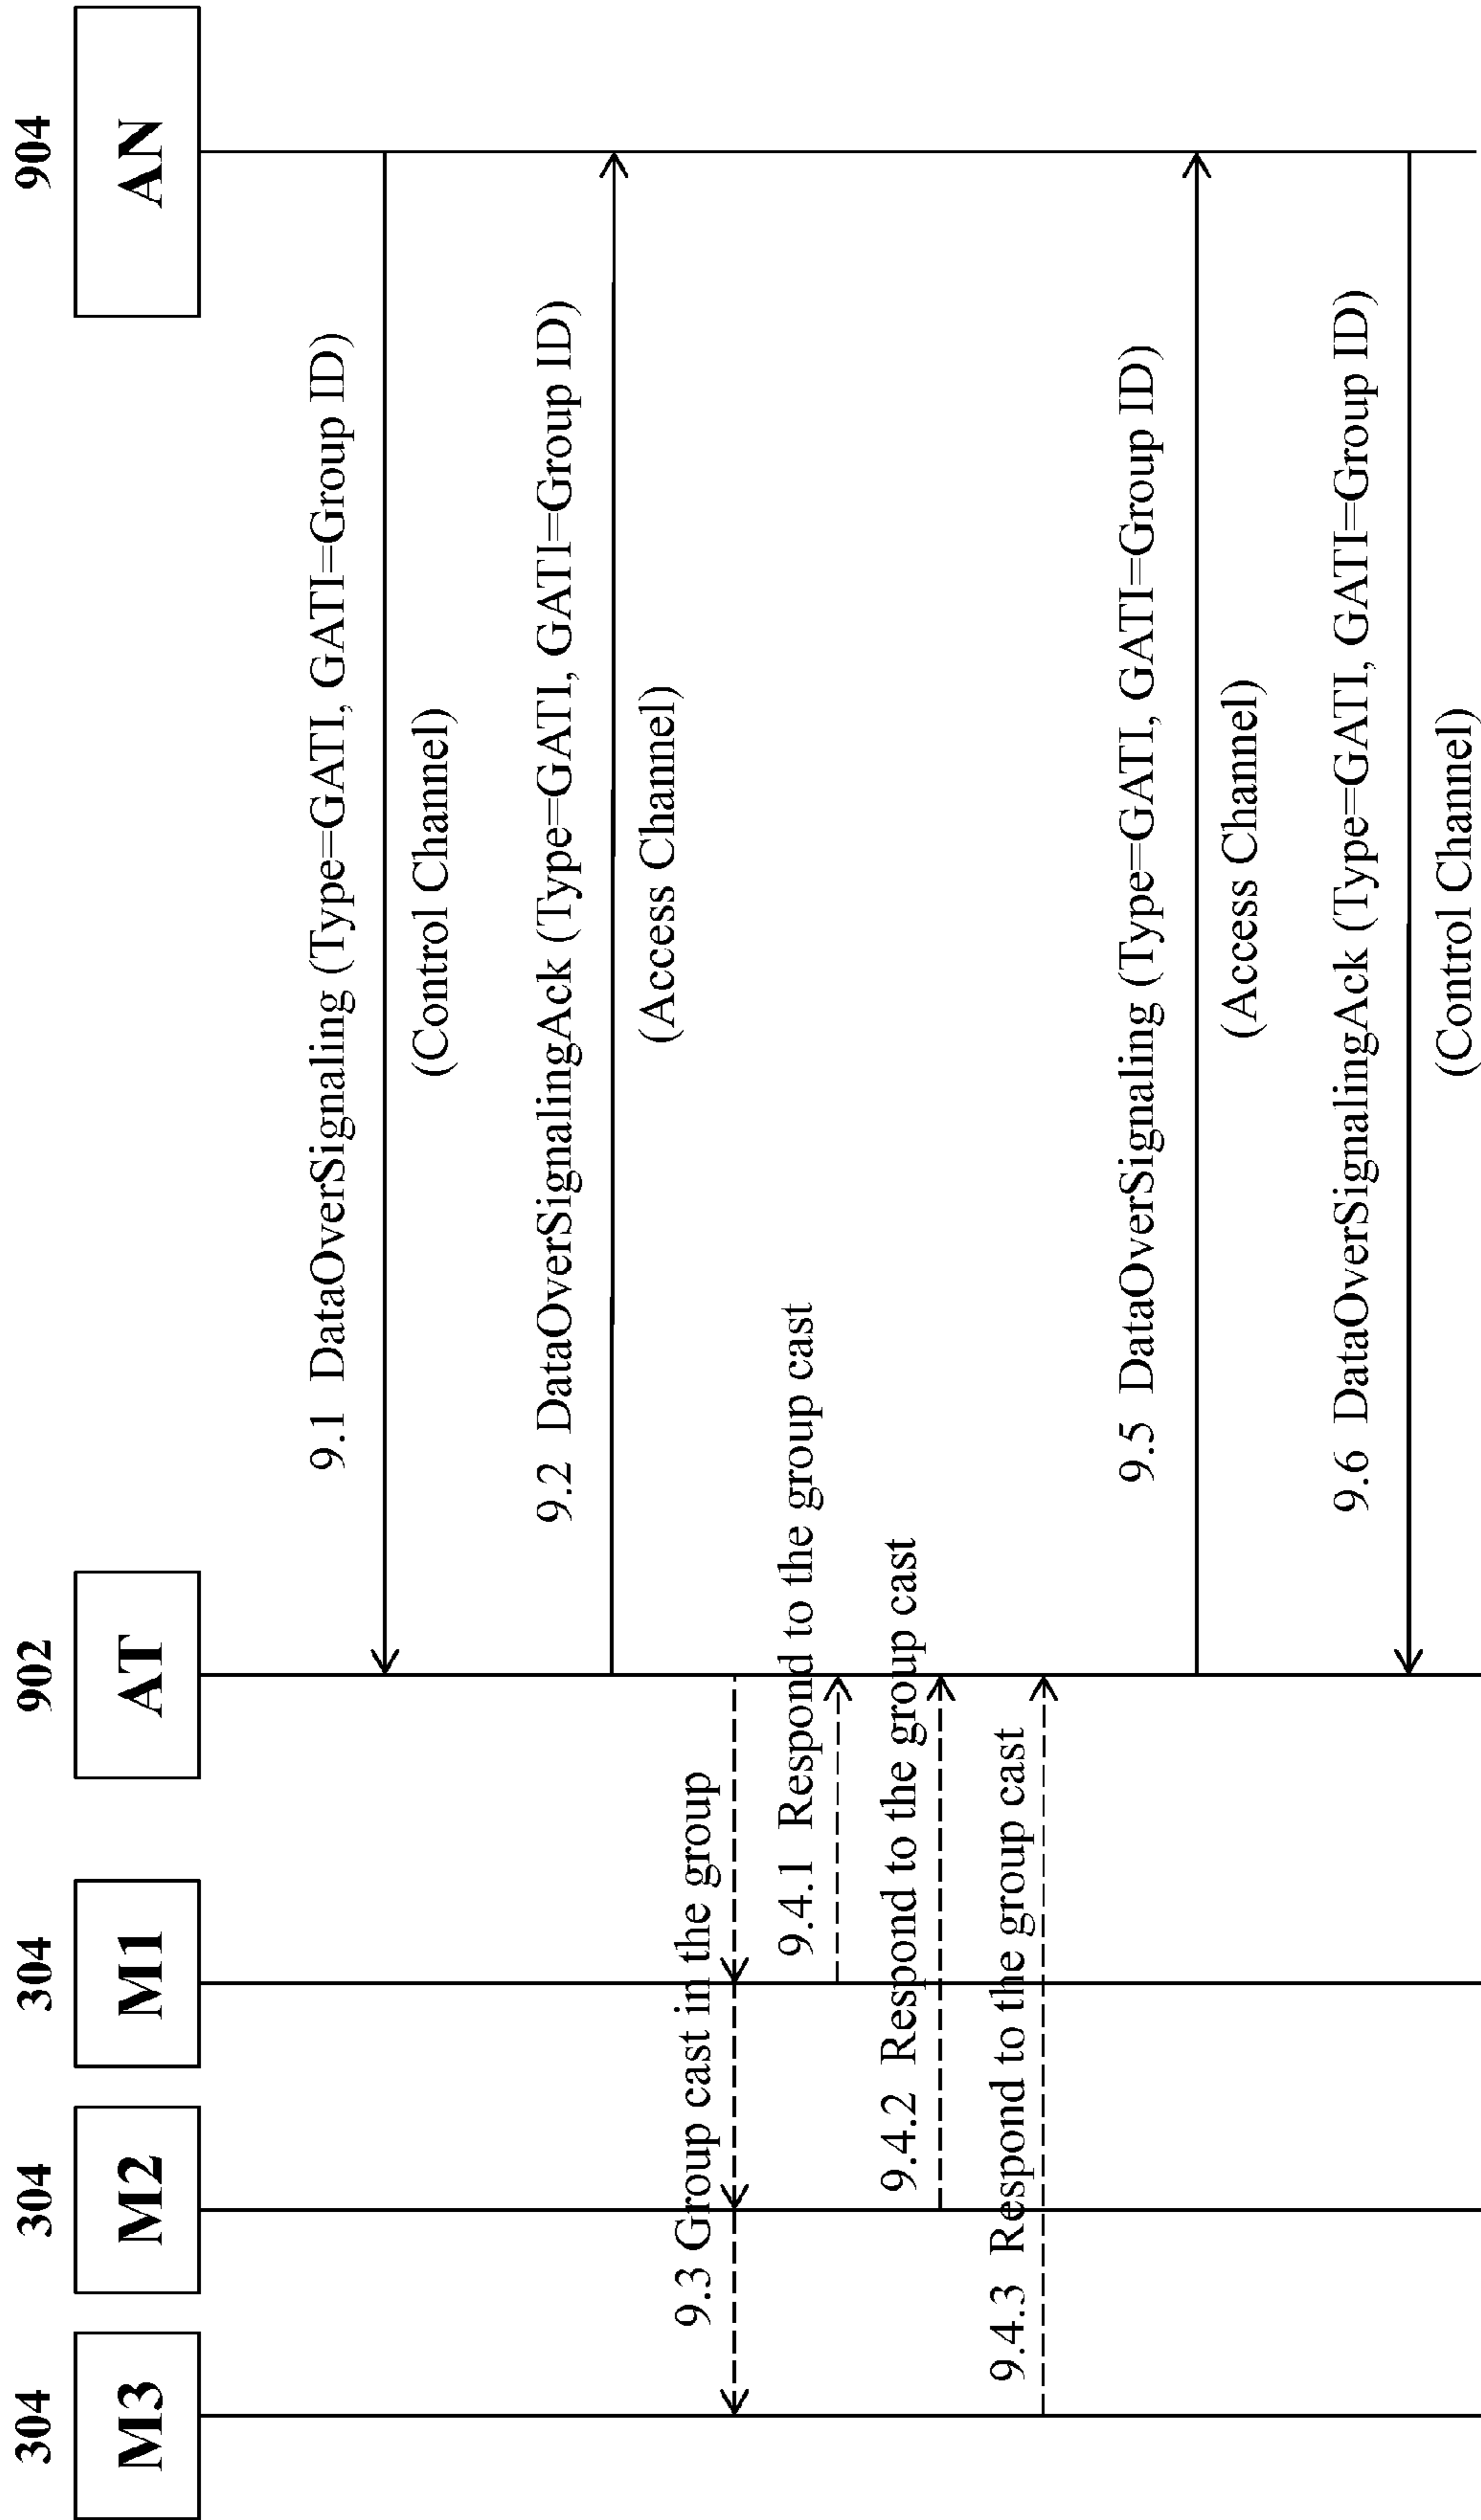 304
304
304
902
904
M3
M2
M1
AT
AN
9.1 DataOverSignaling (Type=GATI, GATI=Group ID)
(Control Channel)
9.2 DataOverSignalingAck (Type=GATI, GATI=Group ID)
(Access Channel)
9.3 Group cast in the group
9.4.1 Respond to the group cast
9.4.2 Respond to the group cast
9.4.3 Respond to the group cast
9.5 DataOverSignaling (Type=GATI, GATI=Group ID)
(Access Channel)
9.6 DataOverSignalingAck (Type=GATI, GATI=Group ID)
(Control Channel)